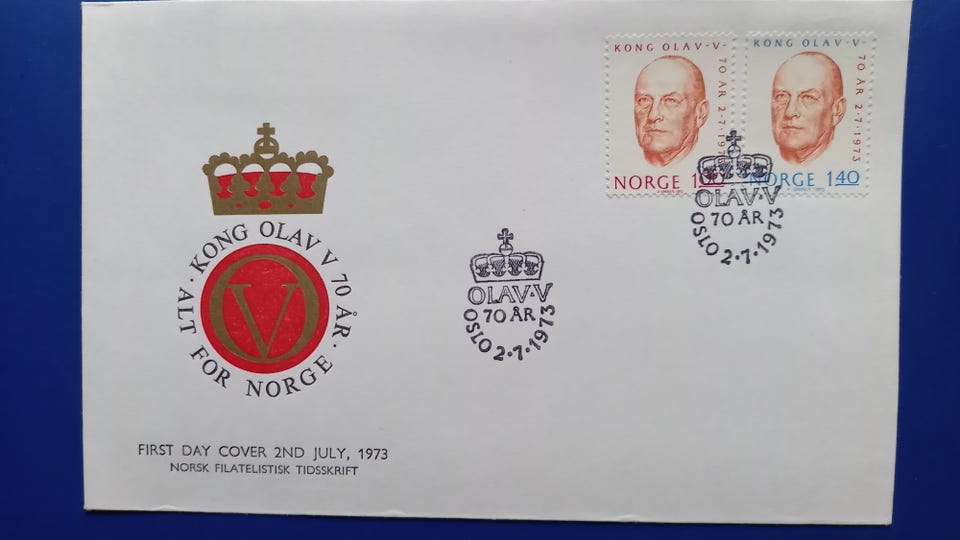 KONG OLAV·V·
70 ÅR 2·7·1973
NORGE
KONG OLAV·V·
70 ÅR 2·7·1973
NORGE 140
OLAV·V
70 ÅR
OSLO 2·7·1973
KONG OLAV V 70 ÅR ·
ALT FOR NORGE ·
OV
OLAV·V
70 ÅR
OSLO 2·7·1973
FIRST DAY COVER 2ND JULY, 1973
NORSK FILATELISTISK TIDSSKRIFT